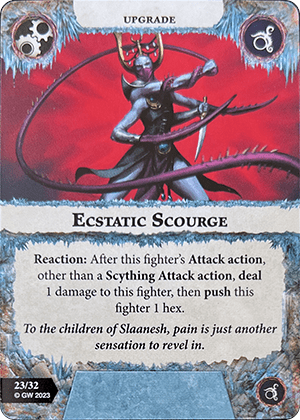 UPGRADE
ECSTATIC SCOURGE
Reaction: After this fighter's Attack action,
other than a Scything Attack action, deal
1 damage to this fighter, then push this
fighter 1 hex.
To the children of Slaanesh, pain is just another
sensation to revel in.
23/32
© GW 2023